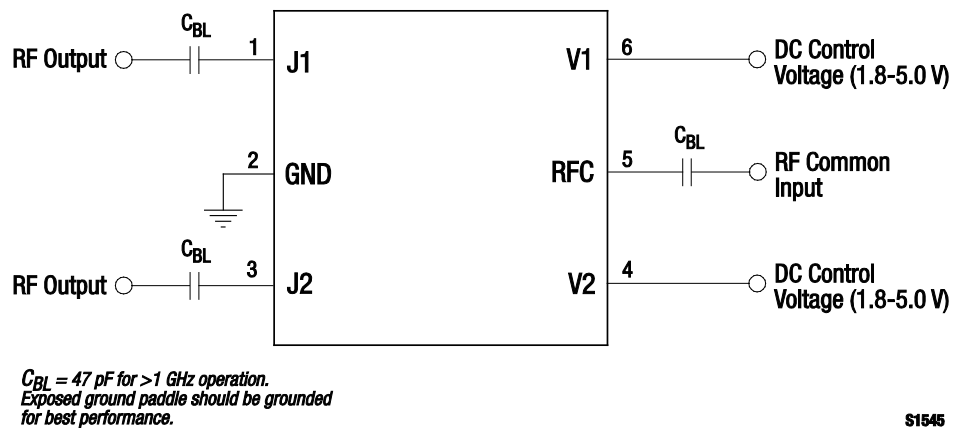 C_BL
RF Output
1
J1
V1
6
DC Control
Voltage (1.8-5.0 V)
2
GND
RFC
5
C_BL
RF Common
Input
C_BL
RF Output
3
J2
V2
4
DC Control
Voltage (1.8-5.0 V)
C_BL = 47 pF for >1 GHz operation.
Exposed ground paddle should be grounded
for best performance.
S1545